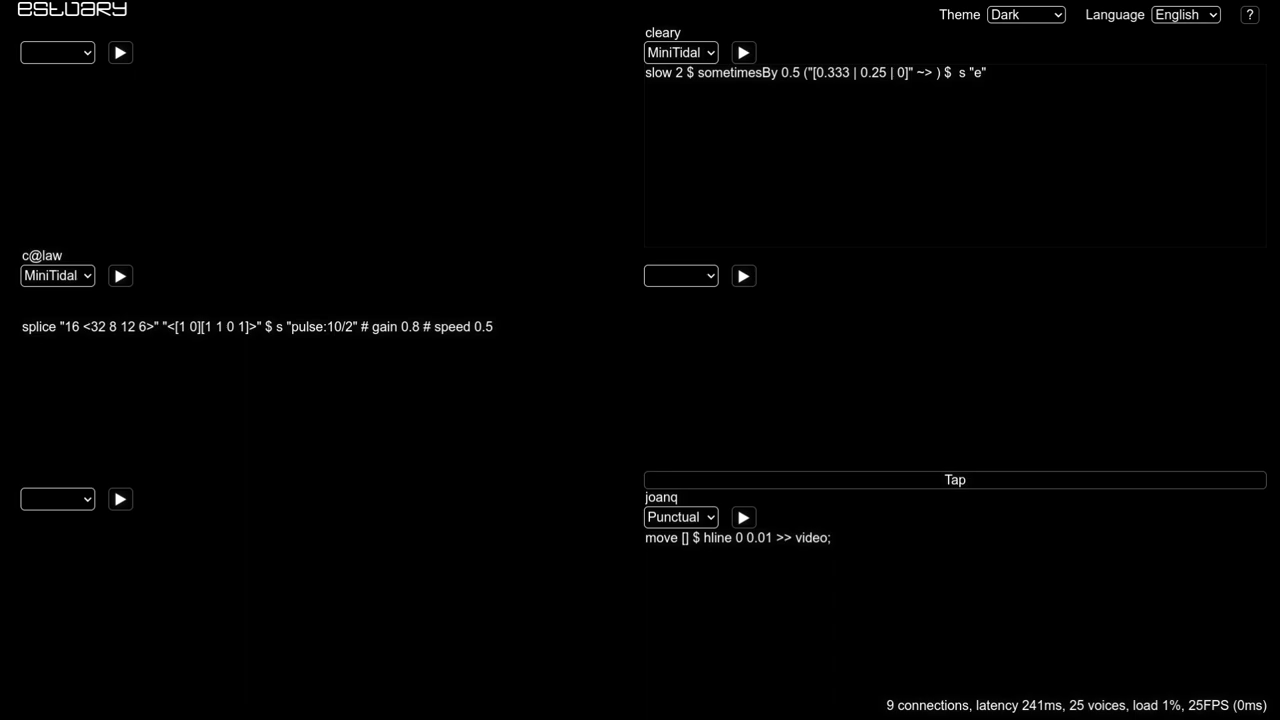 estuary
Theme Dark Language English ?
cleary
MiniTidal
slow 2 $ sometimesBy 0.5 ("[0.333 | 0.25 | 0]" ~> ) $  s "e"
c@law
MiniTidal
splice "16 <32 8 12 6>" "<[1 0][1 1 0 1]>" $ s "pulse:10/2" # gain 0.8 # speed 0.5
Tap
joanq
Punctual
move [] $ hline 0 0.01 >> video;
9 connections, latency 241ms, 25 voices, load 1%, 25FPS (0ms)